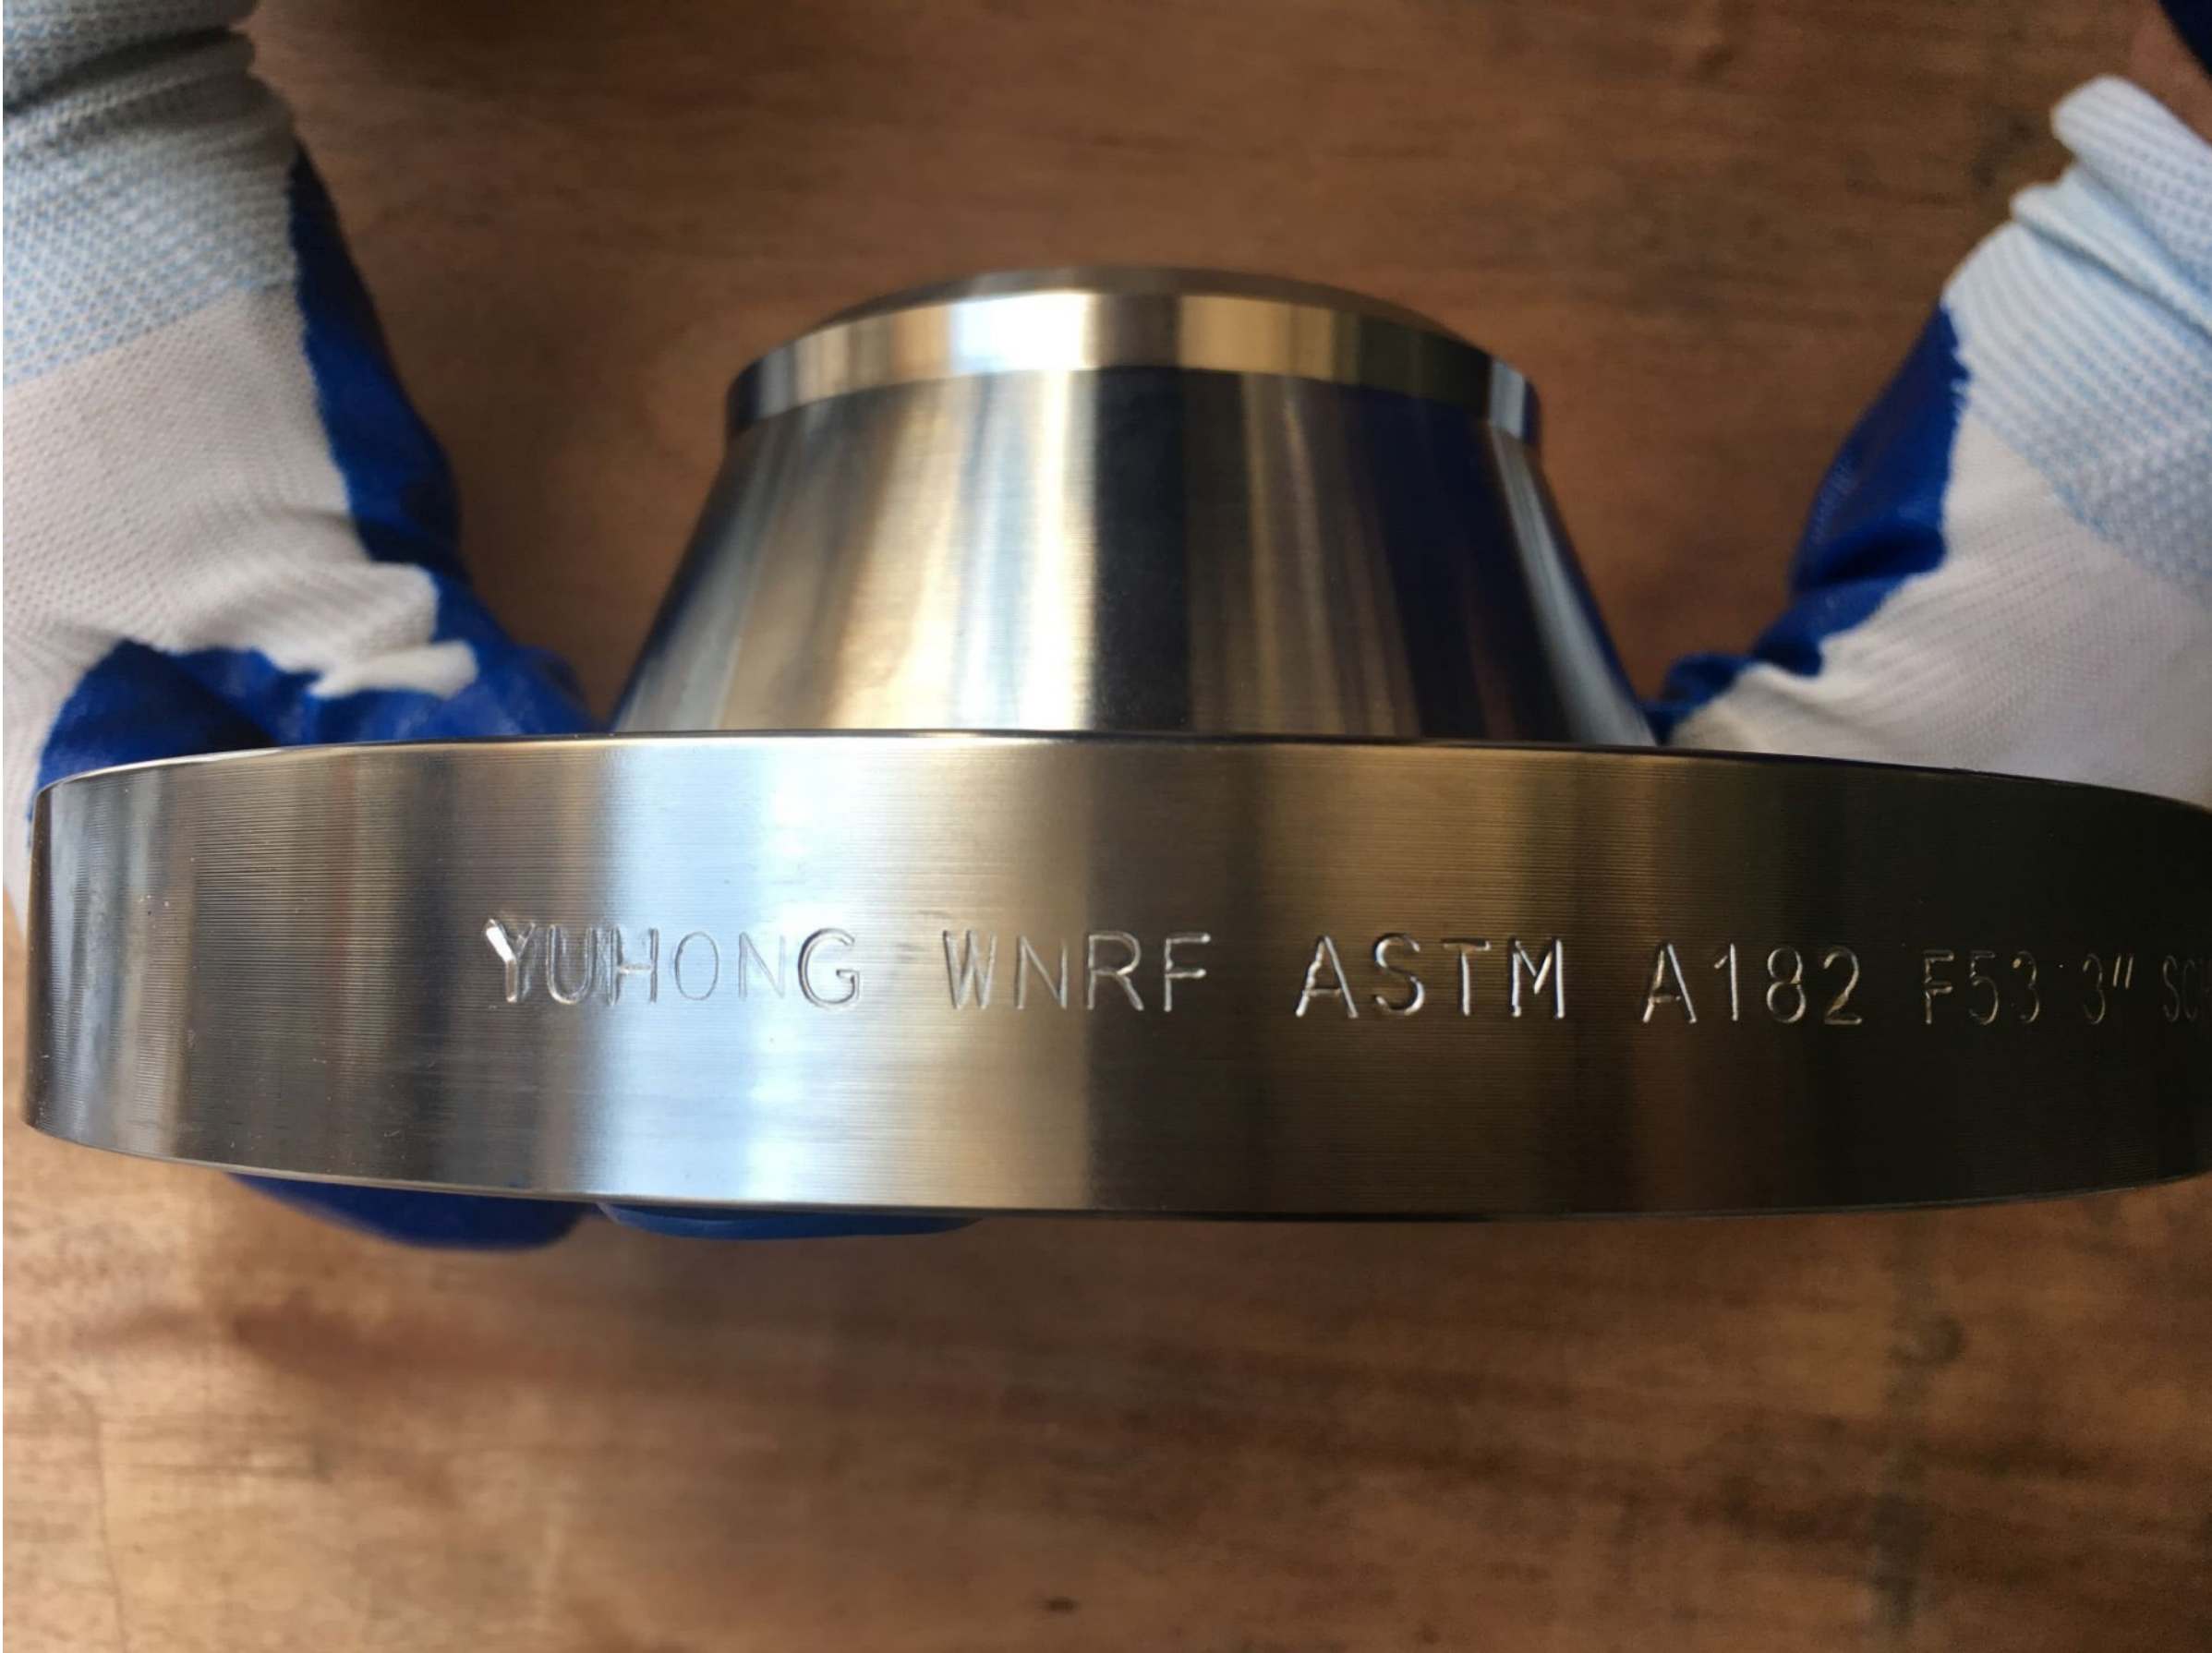 YUHONG WNRF ASTM A182 F53 3"